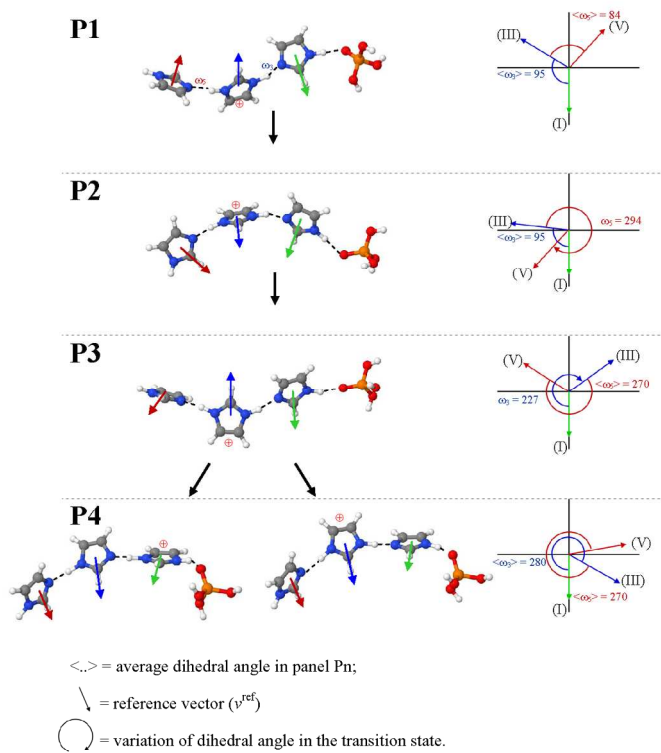 P1
<ω₅> = 84
(III)
(V)
ω₅
ω₃
⊕
<ω₃> = 95
(I)
P2
⊕
(III)
ω₅ = 294
<ω₃> = 95
(V)
(I)
P3
(V)
(III)
ω₃ = 227
<ω₅> = 270
⊕
(I)
P4
⊕
⊕
(V)
<ω₃> = 280
(III)
<ω₅> = 270
(I)
<..> = average dihedral angle in panel Pn;
= reference vector (vʳᵉᶠ)
= variation of dihedral angle in the transition state.